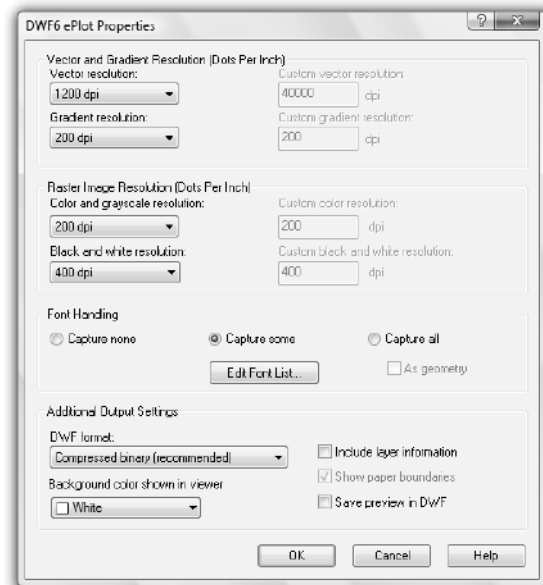 DWF6 ePlot Properties
Vector and Gradient Resolution (Dots Per Inch)
Vector resolution:
Custom vector resolution:
1200 dpi
40000
dpi
Gradient resolution:
Custom gradient resolution:
200 dpi
200
dpi
Raster Image Resolution (Dots Per Inch)
Color and grayscale resolution:
Custom color resolution:
200 dpi
200
dpi
Black and white resolution:
Custom black and white resolution:
400 dpi
400
dpi
Font Handling
Capture none
Capture some
Capture all
Edit Font List...
As geometry
Additional Output Settings
DWF format:
Compressed binary (recommended)
Include layer information
Show paper boundaries
Background color shown in viewer
White
Save preview in DWF
OK
Cancel
Help